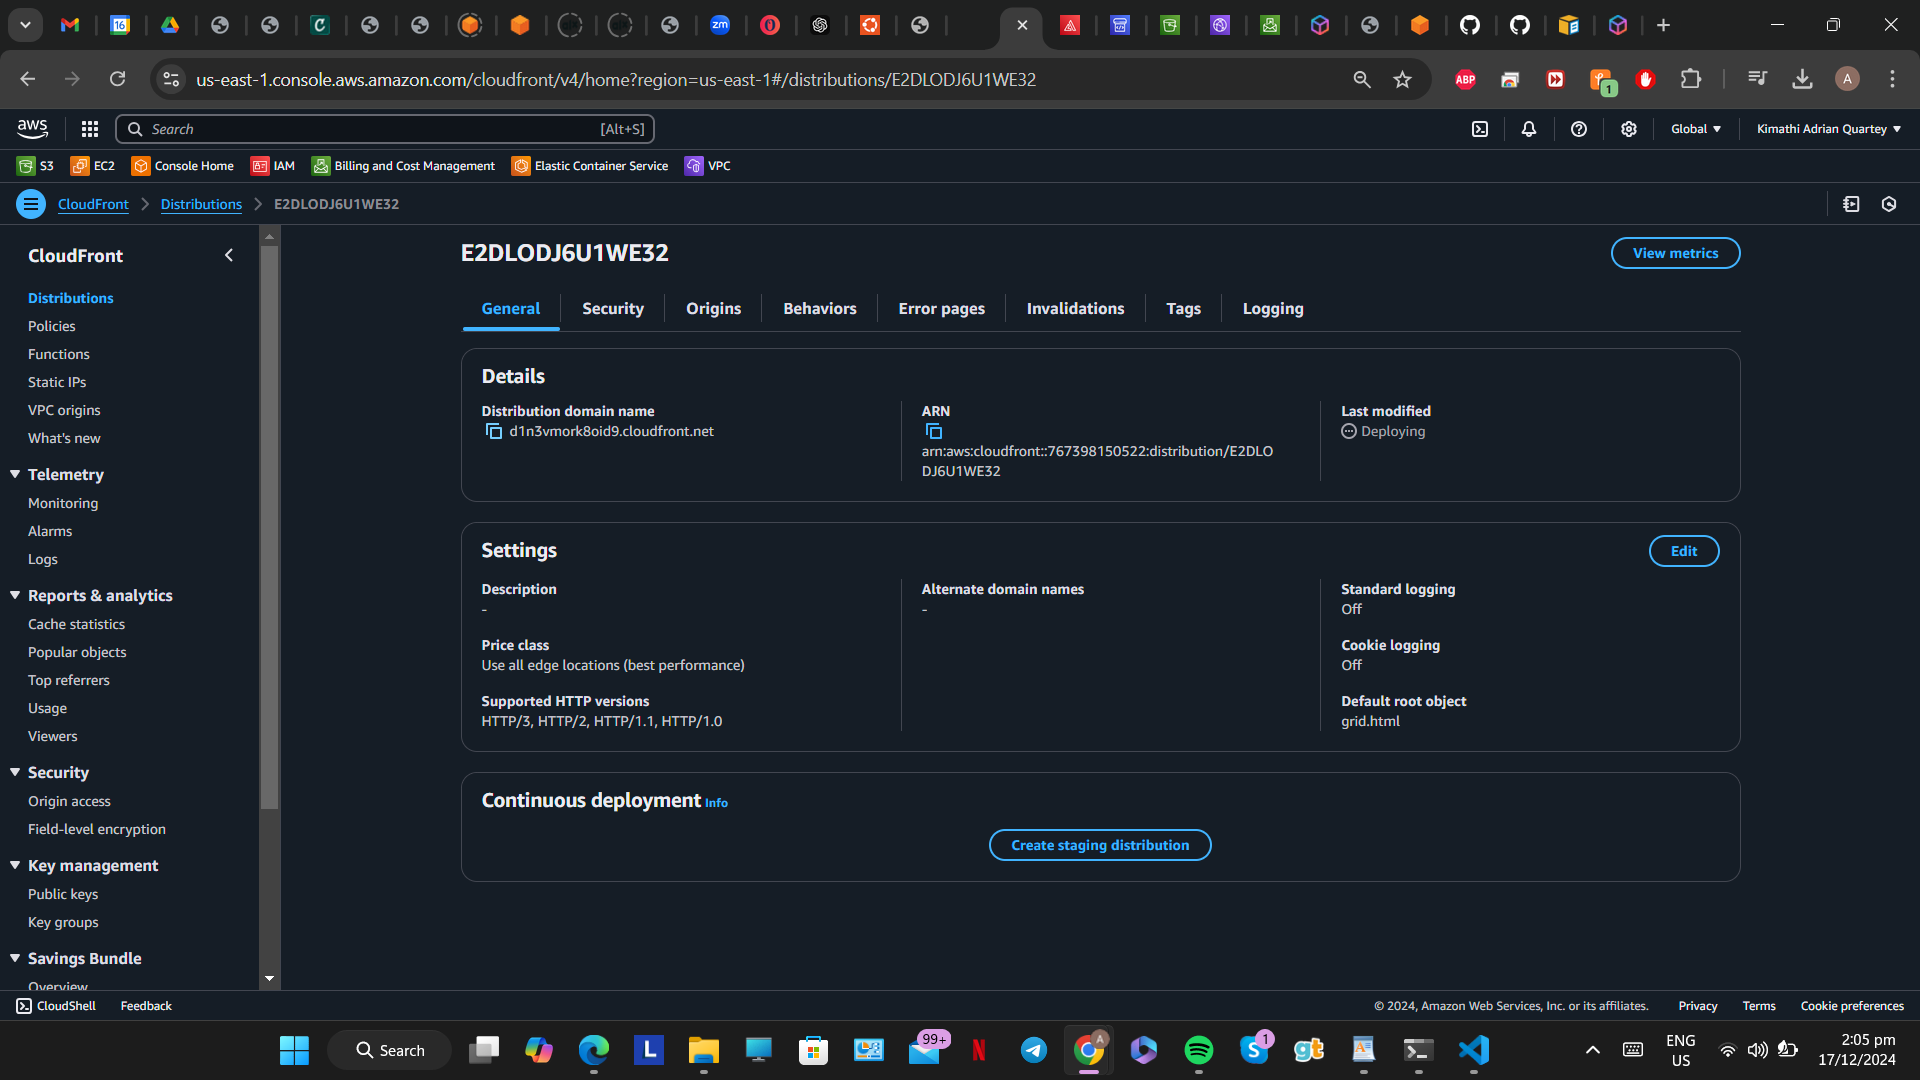 16
zm
us-east-1.console.aws.amazon.com/cloudfront/v4/home?region=us-east-1#/distributions/E2DLODJ6U1WE32
ABP
1
A
aws
Search
[Alt+S]
Global
Kimathi Adrian Quartey
S3
EC2
Console Home
IAM
Billing and Cost Management
Elastic Container Service
VPC
CloudFront
Distributions
E2DLODJ6U1WE32
CloudFront
Distributions
Policies
Functions
Static IPs
VPC origins
What's new
Telemetry
Monitoring
Alarms
Logs
Reports & analytics
Cache statistics
Popular objects
Top referrers
Usage
Viewers
Security
Origin access
Field-level encryption
Key management
Public keys
Key groups
Savings Bundle
Overview
E2DLODJ6U1WE32
View metrics
General
Security
Origins
Behaviors
Error pages
Invalidations
Tags
Logging
Details
Distribution domain name
d1n3vmork8oid9.cloudfront.net
ARN
arn:aws:cloudfront::767398150522:distribution/E2DLO
DJ6U1WE32
Last modified
Deploying
Settings
Edit
Description
-
Price class
Use all edge locations (best performance)
Supported HTTP versions
HTTP/3, HTTP/2, HTTP/1.1, HTTP/1.0
Alternate domain names
-
Standard logging
Off
Cookie logging
Off
Default root object
grid.html
Continuous deployment Info
Create staging distribution
CloudShell
Feedback
© 2024, Amazon Web Services, Inc. or its affiliates.
Privacy
Terms
Cookie preferences
Search
L
99+
N
A
S
1
gt
ENG
US
2:05 pm
17/12/2024